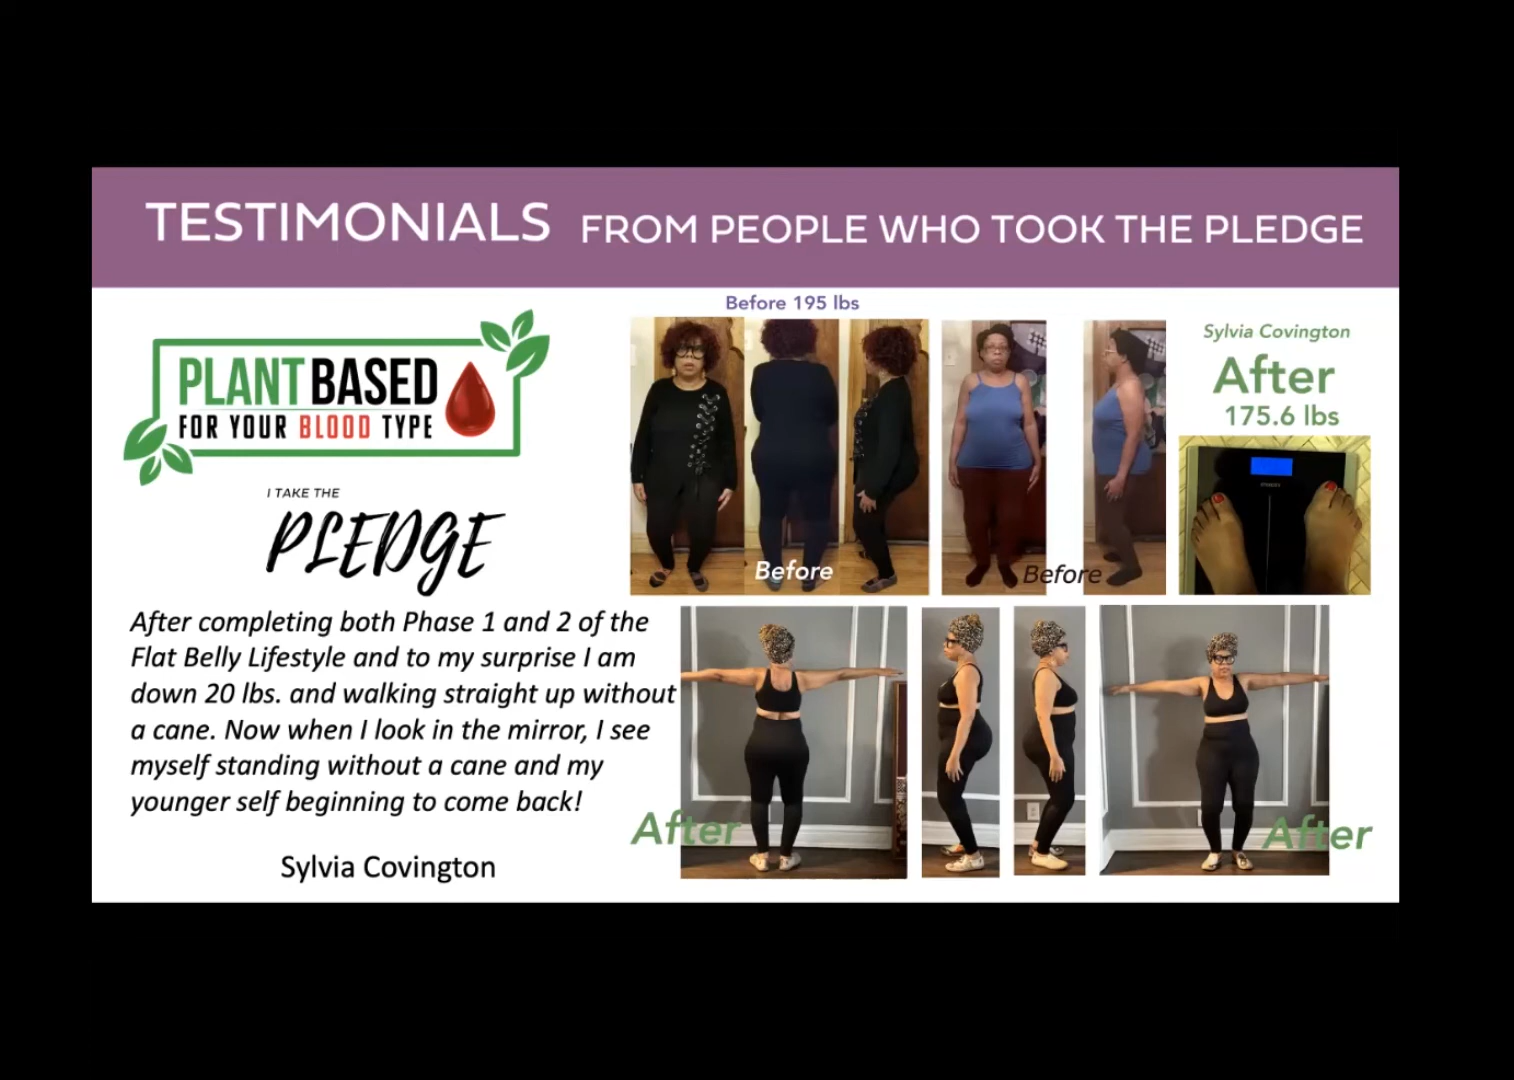 TESTIMONIALS FROM PEOPLE WHO TOOK THE PLEDGE
PLANT BASED
FOR YOUR BLOOD TYPE
I TAKE THE
PLEDGE
After completing both Phase 1 and 2 of the
Flat Belly Lifestyle and to my surprise I am
down 20 lbs. and walking straight up without
a cane. Now when I look in the mirror, I see
myself standing without a cane and my
younger self beginning to come back!
Sylvia Covington
Before 195 lbs
Before
Before
Sylvia Covington
After
175.6 lbs
After
After